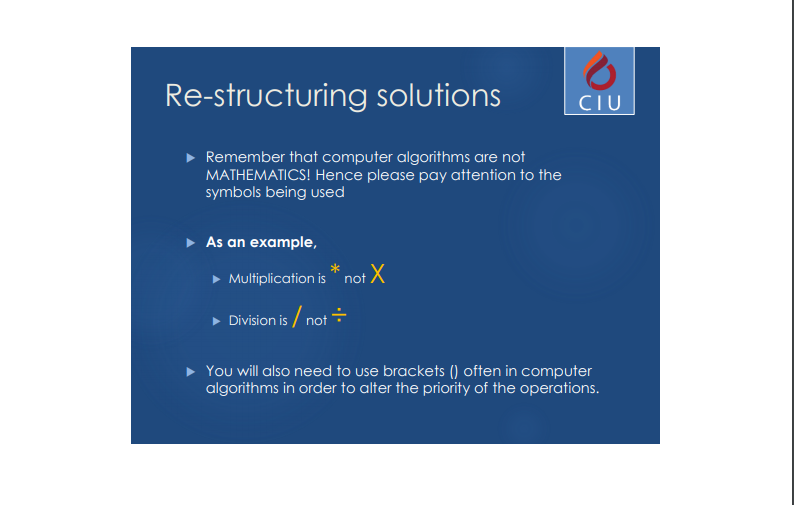 CIU
Re-structuring solutions
Remember that computer algorithms are not
MATHEMATICS! Hence please pay attention to the
symbols being used
As an example,
Multiplication is * not X
Division is / not ÷
You will also need to use brackets () often in computer
algorithms in order to alter the priority of the operations.